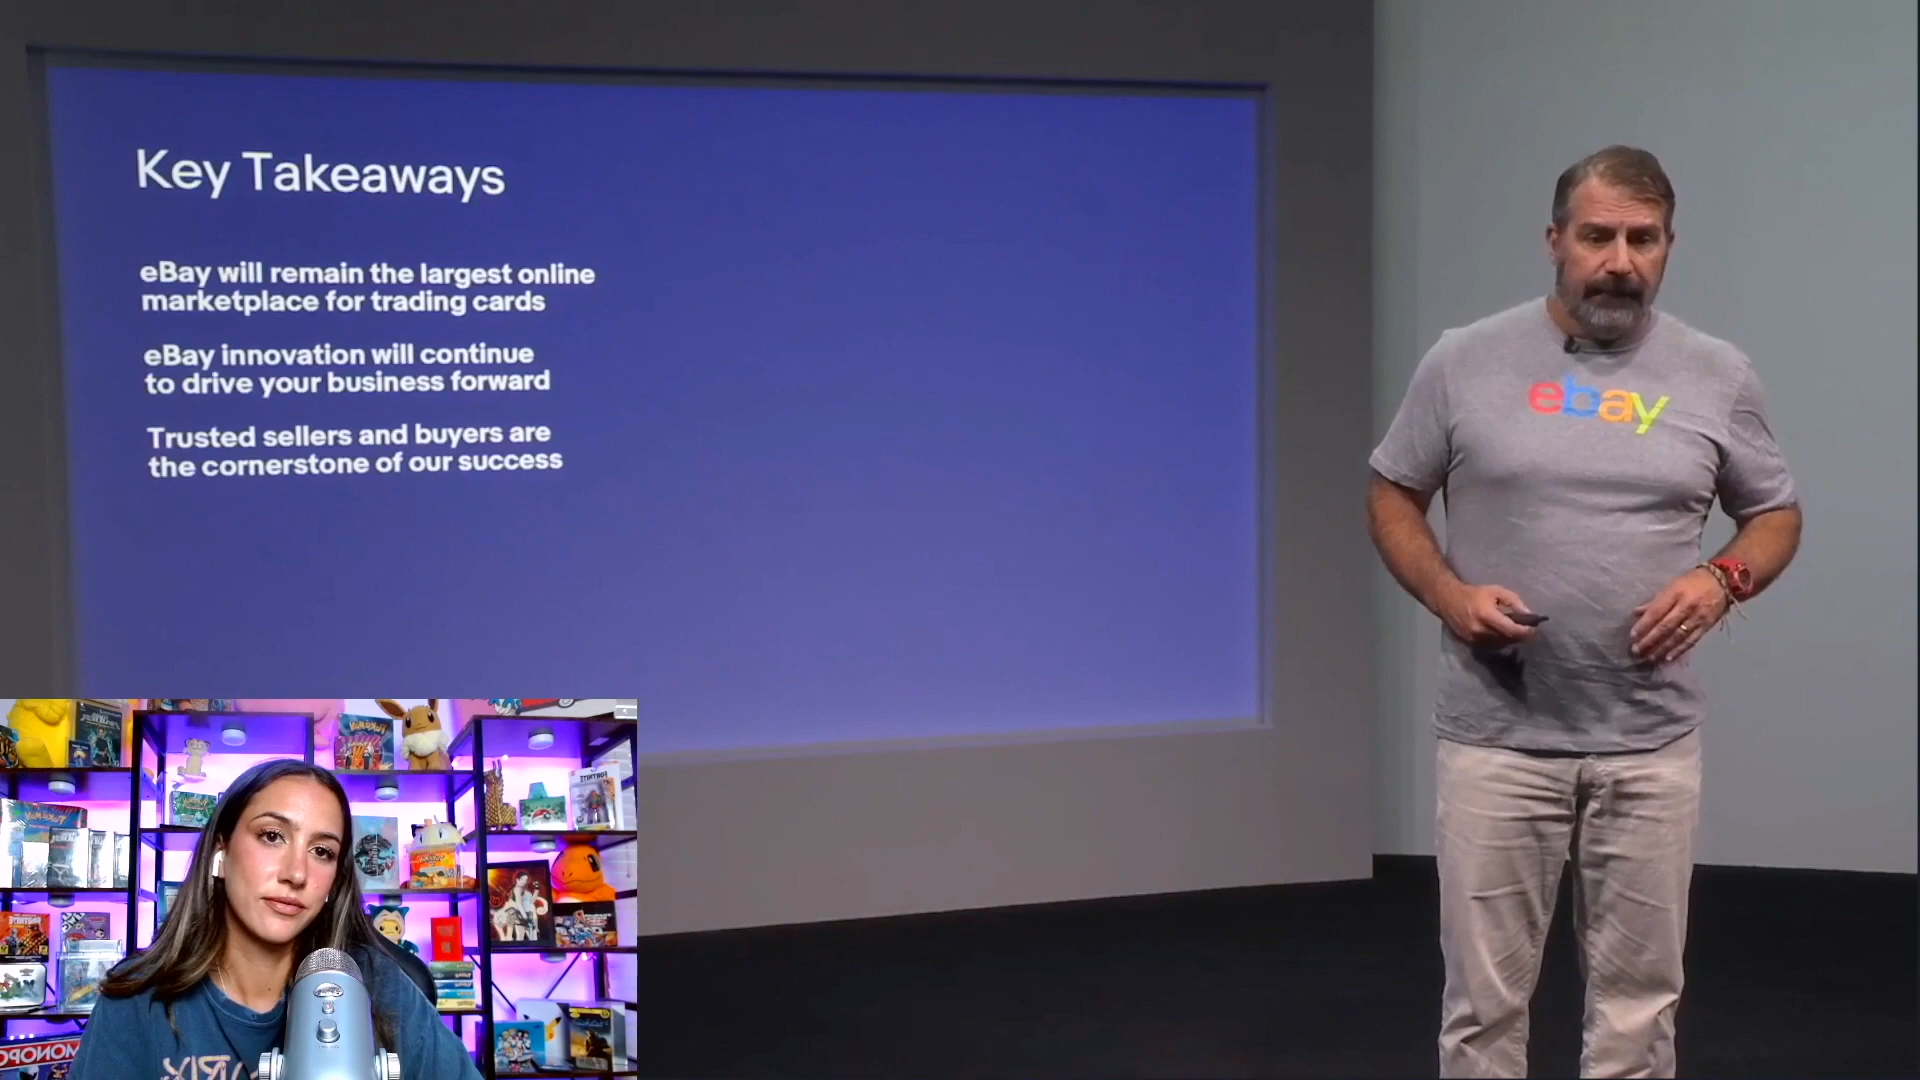 Key Takeaways
eBay will remain the largest online
marketplace for trading cards
eBay innovation will continue
to drive your business forward
Trusted sellers and buyers are
the cornerstone of our success
ebay
FORTNITE
MONOPO